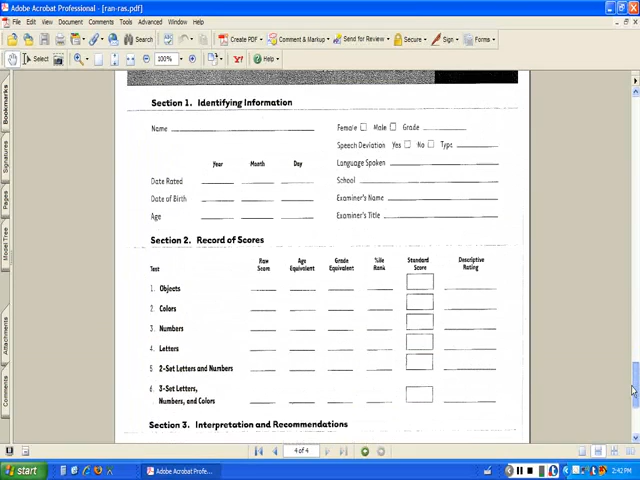 Adobe Acrobat Professional - [ran-ras.pdf]
File Edit View Document Comments Tools Advanced Window Help
Create PDF Comment & Markup Send for Review Secure Sign Forms
Select 100% Help
Bookmarks
Signatures
Pages
Model Tree
Attachments
Comments
Section 1. Identifying Information
Name Female Male Grade
Speech Deviation Yes No Type
Year Month Day Language Spoken
Date Rated School
Date of Birth Examiner's Name
Age Examiner's Title
Section 2. Record of Scores
Test Raw Score Age Equivalent Grade Equivalent %ile Rank Standard Score Descriptive Rating
1. Objects
2. Colors
3. Numbers
4. Letters
5 2-Set Letters and Numbers
6. 3-Set Letters,
Numbers, and Colors
Section 3. Interpretation and Recommendations
4 of 4
start Adobe Acrobat Profe... 2:42 PM